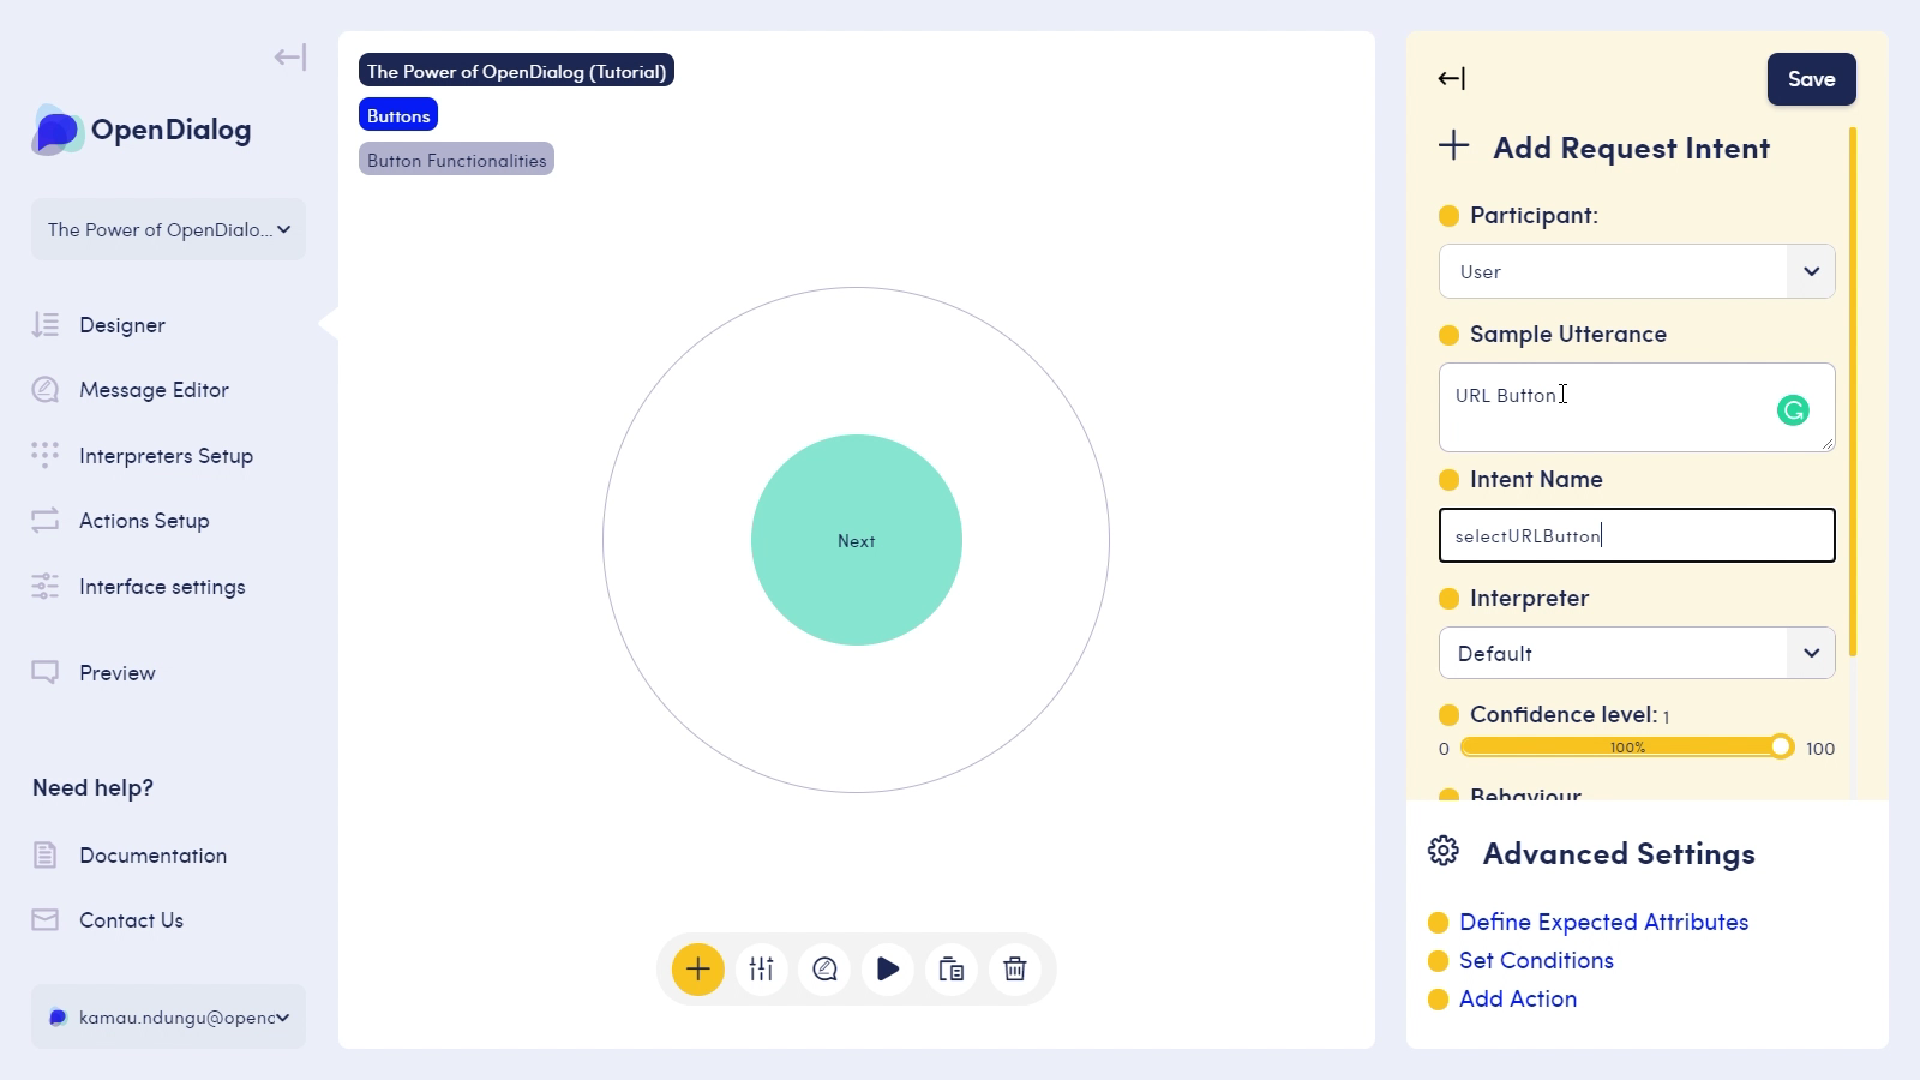 OpenDialog
The Power of OpenDialo...
Designer
Message Editor
Interpreters Setup
Actions Setup
Interface settings
Preview
Need help?
Documentation
Contact Us
kamau.ndungu@openc
The Power of OpenDialog (Tutorial)
Buttons
Button Functionalities
Next
Save
Add Request Intent
Participant:
User
Sample Utterance
URL Button
Intent Name
selectURLButton
Interpreter
Default
Confidence level: 1
0 100% 100
Behaviour
Advanced Settings
Define Expected Attributes
Set Conditions
Add Action